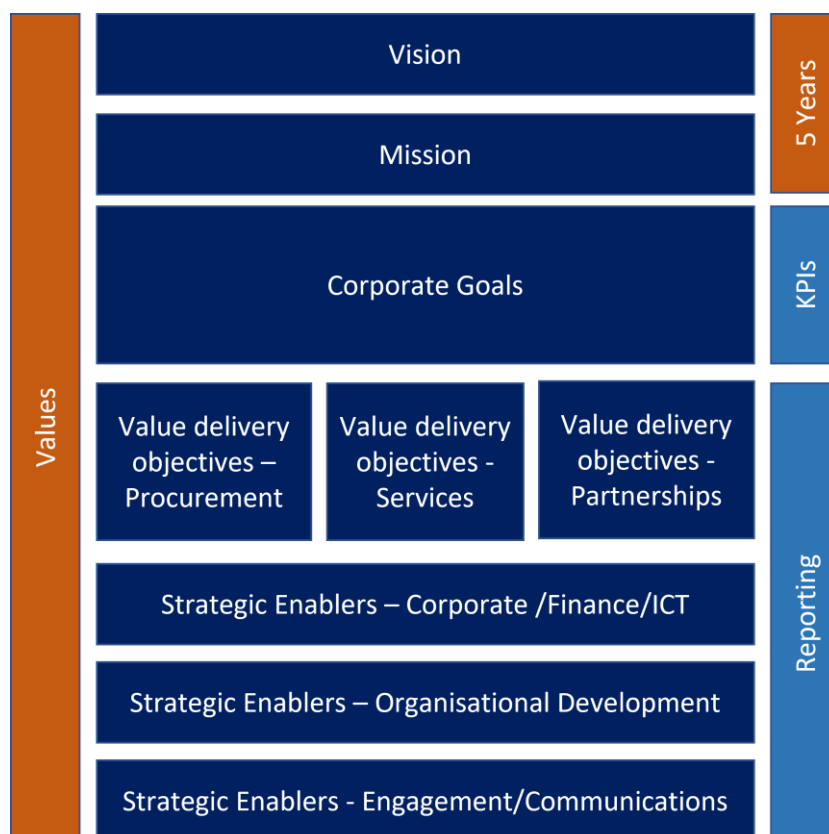 Vision
5 Years
Mission
Corporate Goals
KPIs
Values
Value delivery
objectives –
Procurement
Value delivery
objectives -
Services
Value delivery
objectives -
Partnerships
Reporting
Strategic Enablers – Corporate /Finance/ICT
Strategic Enablers – Organisational Development
Strategic Enablers - Engagement/Communications